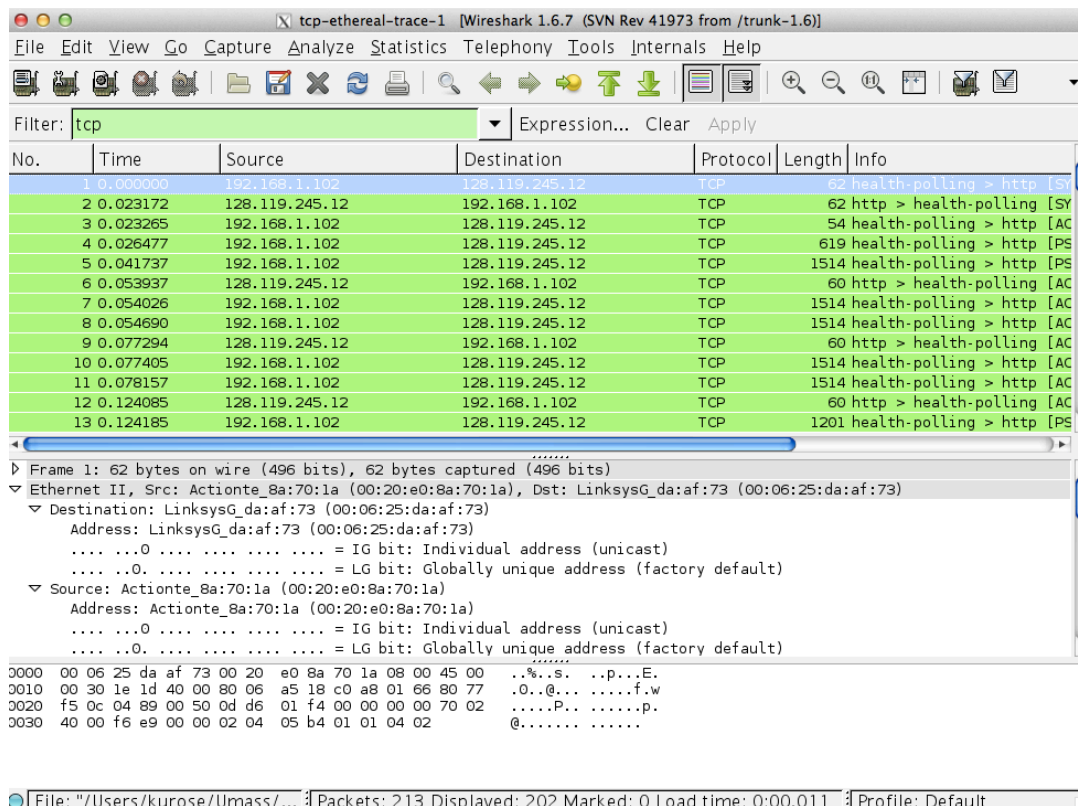 tcp-ethereal-trace-1 [Wireshark 1.6.7 (SVN Rev 41973 from /trunk-1.6)]
File Edit View Go Capture Analyze Statistics Telephony Tools Internals Help
Filter: tcp Expression... Clear Apply
No. Time Source Destination Protocol Length Info
1 0.000000 192.168.1.102 128.119.245.12 TCP 62 health-polling > http [SY
2 0.023172 128.119.245.12 192.168.1.102 TCP 62 http > health-polling [SY
3 0.023265 192.168.1.102 128.119.245.12 TCP 54 health-polling > http [AC
4 0.026477 192.168.1.102 128.119.245.12 TCP 619 health-polling > http [PS
5 0.041737 192.168.1.102 128.119.245.12 TCP 1514 health-polling > http [PS
6 0.053937 128.119.245.12 192.168.1.102 TCP 60 http > health-polling [AC
7 0.054026 192.168.1.102 128.119.245.12 TCP 1514 health-polling > http [AC
8 0.054690 192.168.1.102 128.119.245.12 TCP 1514 health-polling > http [AC
9 0.077294 128.119.245.12 192.168.1.102 TCP 60 http > health-polling [AC
10 0.077405 192.168.1.102 128.119.245.12 TCP 1514 health-polling > http [AC
11 0.078157 192.168.1.102 128.119.245.12 TCP 1514 health-polling > http [AC
12 0.124085 128.119.245.12 192.168.1.102 TCP 60 http > health-polling [AC
13 0.124185 192.168.1.102 128.119.245.12 TCP 1201 health-polling > http [PS
Frame 1: 62 bytes on wire (496 bits), 62 bytes captured (496 bits)
Ethernet II, Src: Actionte_8a:70:1a (00:20:e0:8a:70:1a), Dst: LinksysG_da:af:73 (00:06:25:da:af:73)
Destination: LinksysG_da:af:73 (00:06:25:da:af:73)
Address: LinksysG_da:af:73 (00:06:25:da:af:73)
.... ...0 .... .... .... .... = IG bit: Individual address (unicast)
.... ..0. .... .... .... .... = LG bit: Globally unique address (factory default)
Source: Actionte_8a:70:1a (00:20:e0:8a:70:1a)
Address: Actionte_8a:70:1a (00:20:e0:8a:70:1a)
.... ...0 .... .... .... .... = IG bit: Individual address (unicast)
.... ..0. .... .... .... .... = LG bit: Globally unique address (factory default)
0000 00 06 25 da af 73 00 20 e0 8a 70 1a 08 00 45 00 ..%..s. ..p...E.
0010 00 30 1e 1d 40 00 80 06 a5 18 c0 a8 01 66 80 77 .0..@... .....f.w
0020 f5 0c 04 89 00 50 0d d6 01 f4 00 00 00 00 70 02 .....P.. ......p.
0030 40 00 f6 e9 00 00 02 04 05 b4 01 01 04 02 @....... ......
File: "/Users/kurose/Umass/... Packets: 213 Displayed: 202 Marked: 0 Load time: 0:00.011 Profile: Default